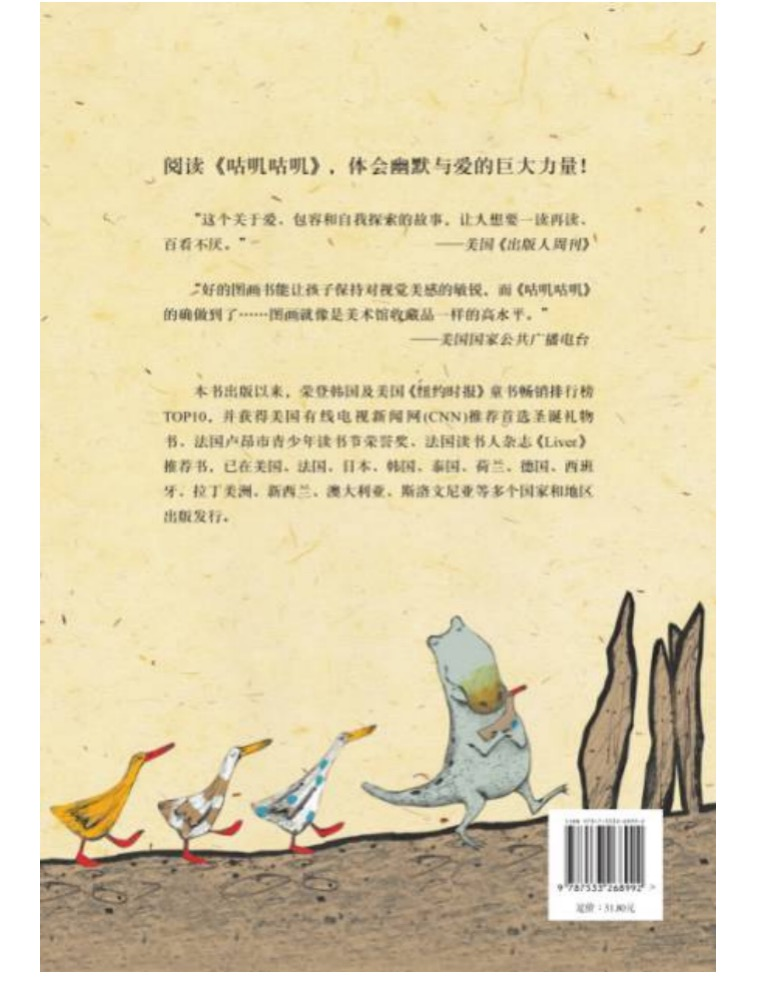 阅读《咕叽咕叽》，体会幽默与爱的巨大力量！
“这个关于爱、包容和自我探索的故事，让人想要一读再读、
百看不厌。” ——美国《出版人周刊》
“好的图画书能让孩子保持对视觉美感的敏锐，而《咕叽咕叽》
的确做到了……图画就像是美术馆收藏品一样的高水平。”
——美国国家公共广播电台
本书出版以来，荣登韩国及美国《纽约时报》童书畅销排行榜
TOP10，并获得美国有线电视新闻网(CNN)推荐首选圣诞礼物
书、法国卢昂市青少年读书节荣誉奖、法国读书人杂志《Liver》
推荐书，已在美国、法国、日本、韩国、泰国、荷兰、德国、西班
牙、拉丁美洲、新西兰、澳大利亚、斯洛文尼亚等多个国家和地区
出版发行。
ISBN 978-7-5332-6899-2
9 787533 268992 >
定价：31.80元